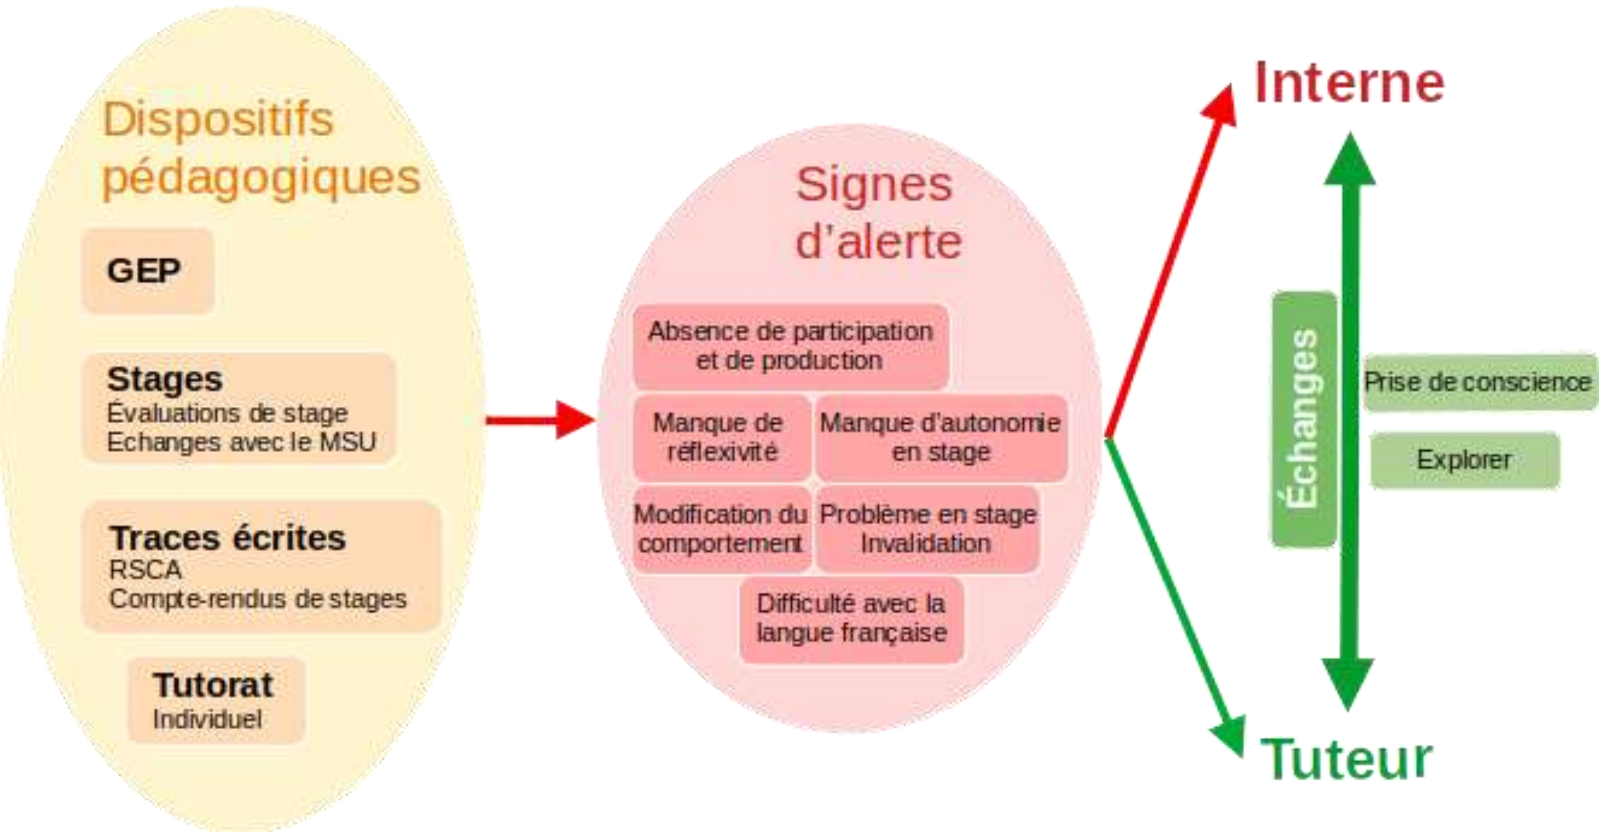 Dispositifs
pédagogiques
GEP
Stages
Évaluations de stage
Echanges avec le MSU
Traces écrites
RSCA
Compte-rendus de stages
Tutorat
Individuel
Signes
d’alerte
Absence de participation
et de production
Manque de
réflexivité
Manque d’autonomie
en stage
Modification du
comportement
Problème en stage
Invalidation
Difficulté avec la
langue française
Interne
Échanges
Prise de conscience
Explorer
Tuteur